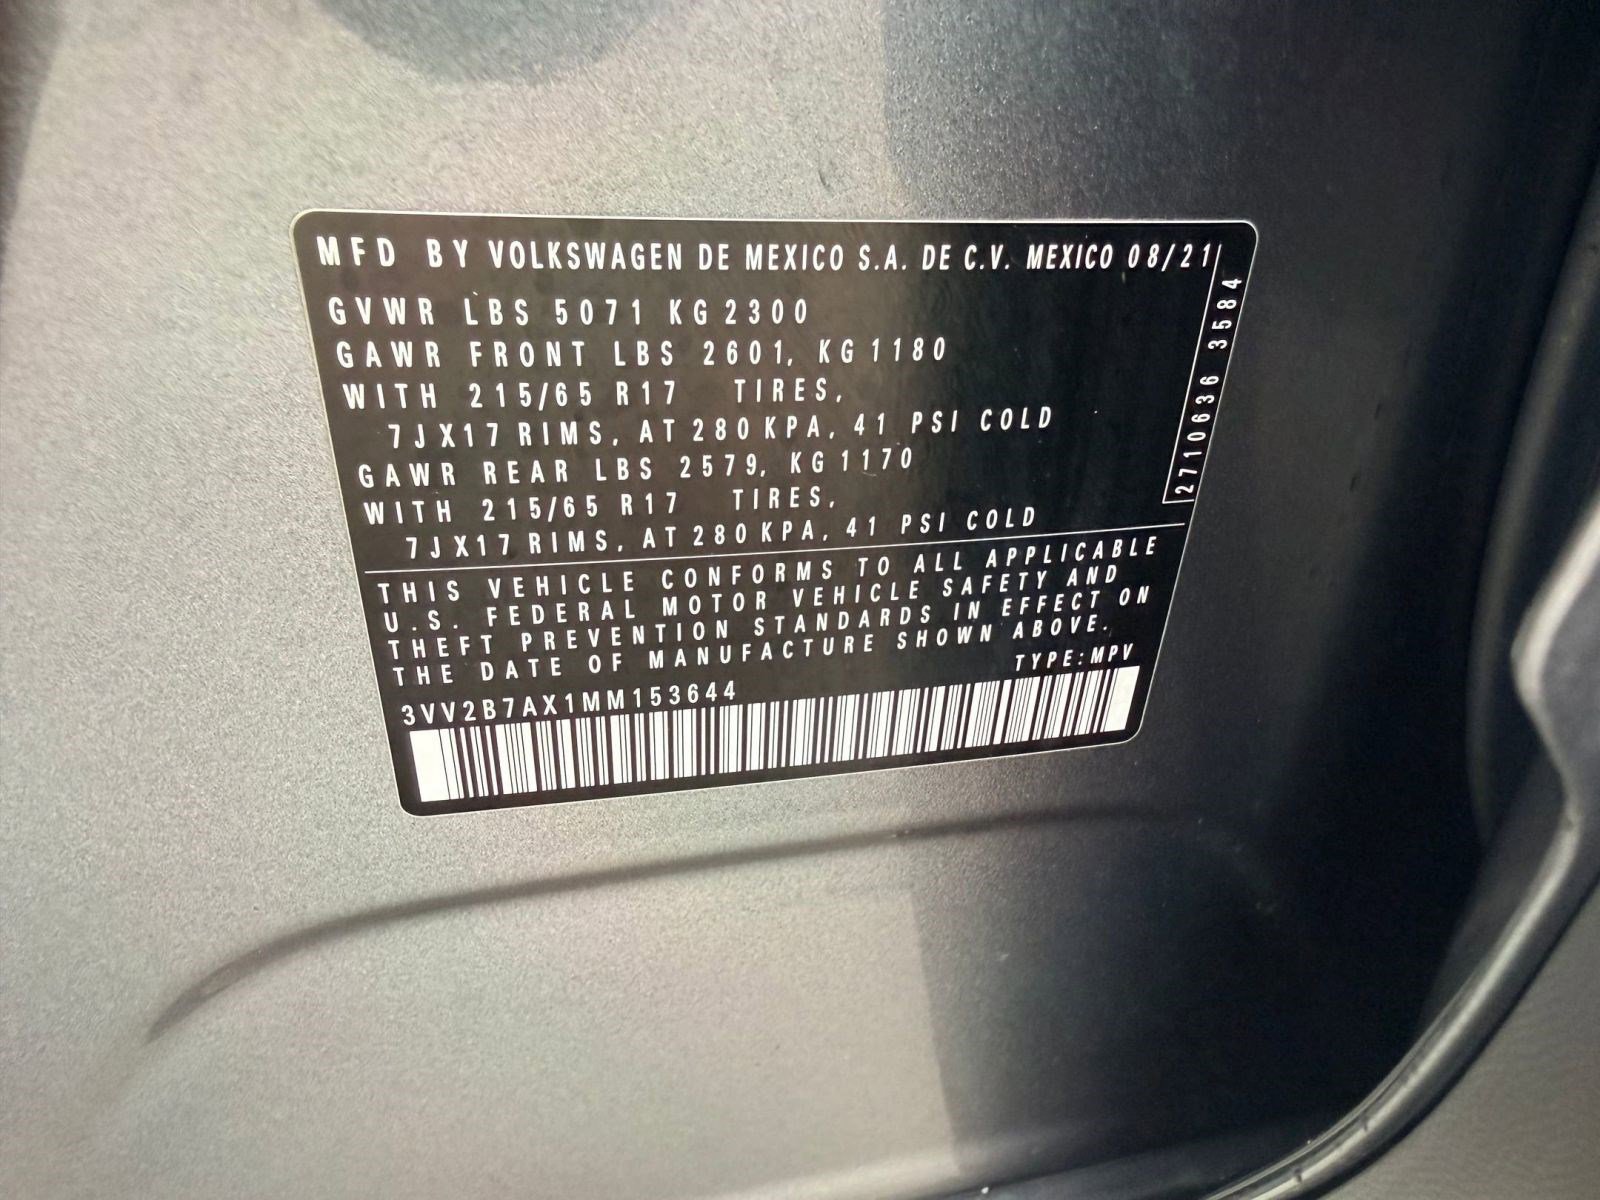 MFD BY VOLKSWAGEN DE MEXICO S.A. DE C.V. MEXICO 08/21
GVWR LBS 5071 KG 2300
GAWR FRONT LBS 2601, KG 1180
WITH 215/65 R17 TIRES,
7JX17 RIMS, AT 280 KPA, 41 PSI COLD
GAWR REAR LBS 2579, KG 1170
WITH 215/65 R17 TIRES,
7JX17 RIMS, AT 280 KPA, 41 PSI COLD
2710636 3584
THIS VEHICLE CONFORMS TO ALL APPLICABLE
U.S. FEDERAL MOTOR VEHICLE SAFETY AND
THEFT PREVENTION STANDARDS IN EFFECT ON
THE DATE OF MANUFACTURE SHOWN ABOVE.
TYPE: MPV
3VV2B7AX1MM153644